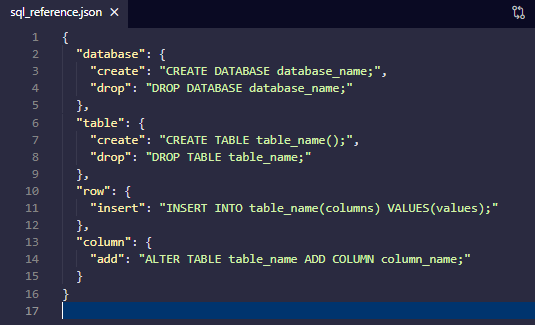 sql_reference.json ×
1 {
2 "database": {
3 "create": "CREATE DATABASE database_name;",
4 "drop": "DROP DATABASE database_name;"
5 },
6 "table": {
7 "create": "CREATE TABLE table_name();",
8 "drop": "DROP TABLE table_name;"
9 },
10 "row": {
11 "insert": "INSERT INTO table_name(columns) VALUES(values);"
12 },
13 "column": {
14 "add": "ALTER TABLE table_name ADD COLUMN column_name;"
15 }
16 }
17